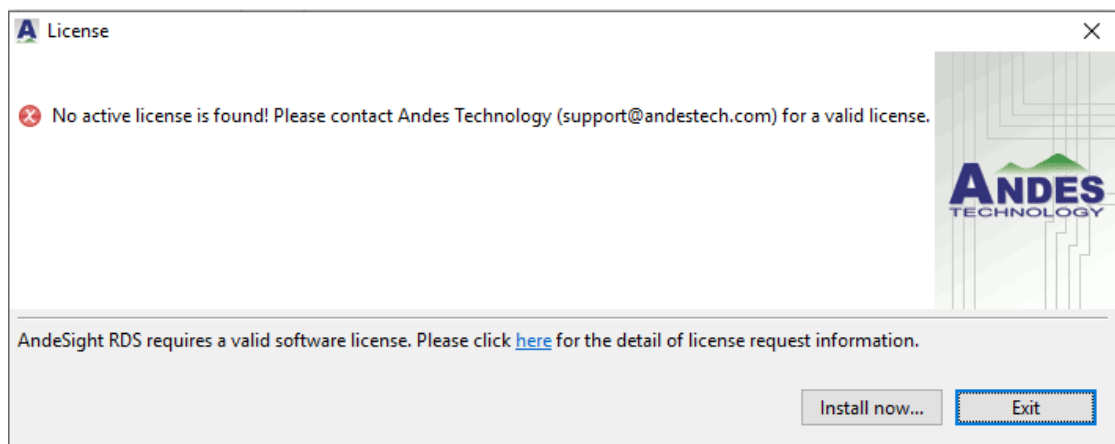 License
No active license is found! Please contact Andes Technology (support@andestech.com) for a valid license.
ANDES
TECHNOLOGY
AndeSight RDS requires a valid software license. Please click here for the detail of license request information.
Install now...
Exit